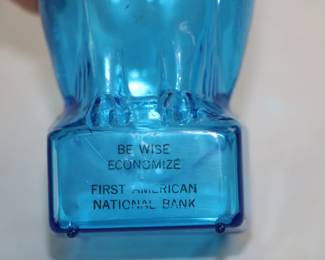 BE WISE
ECONOMIZE
FIRST AMERICAN
NATIONAL BANK